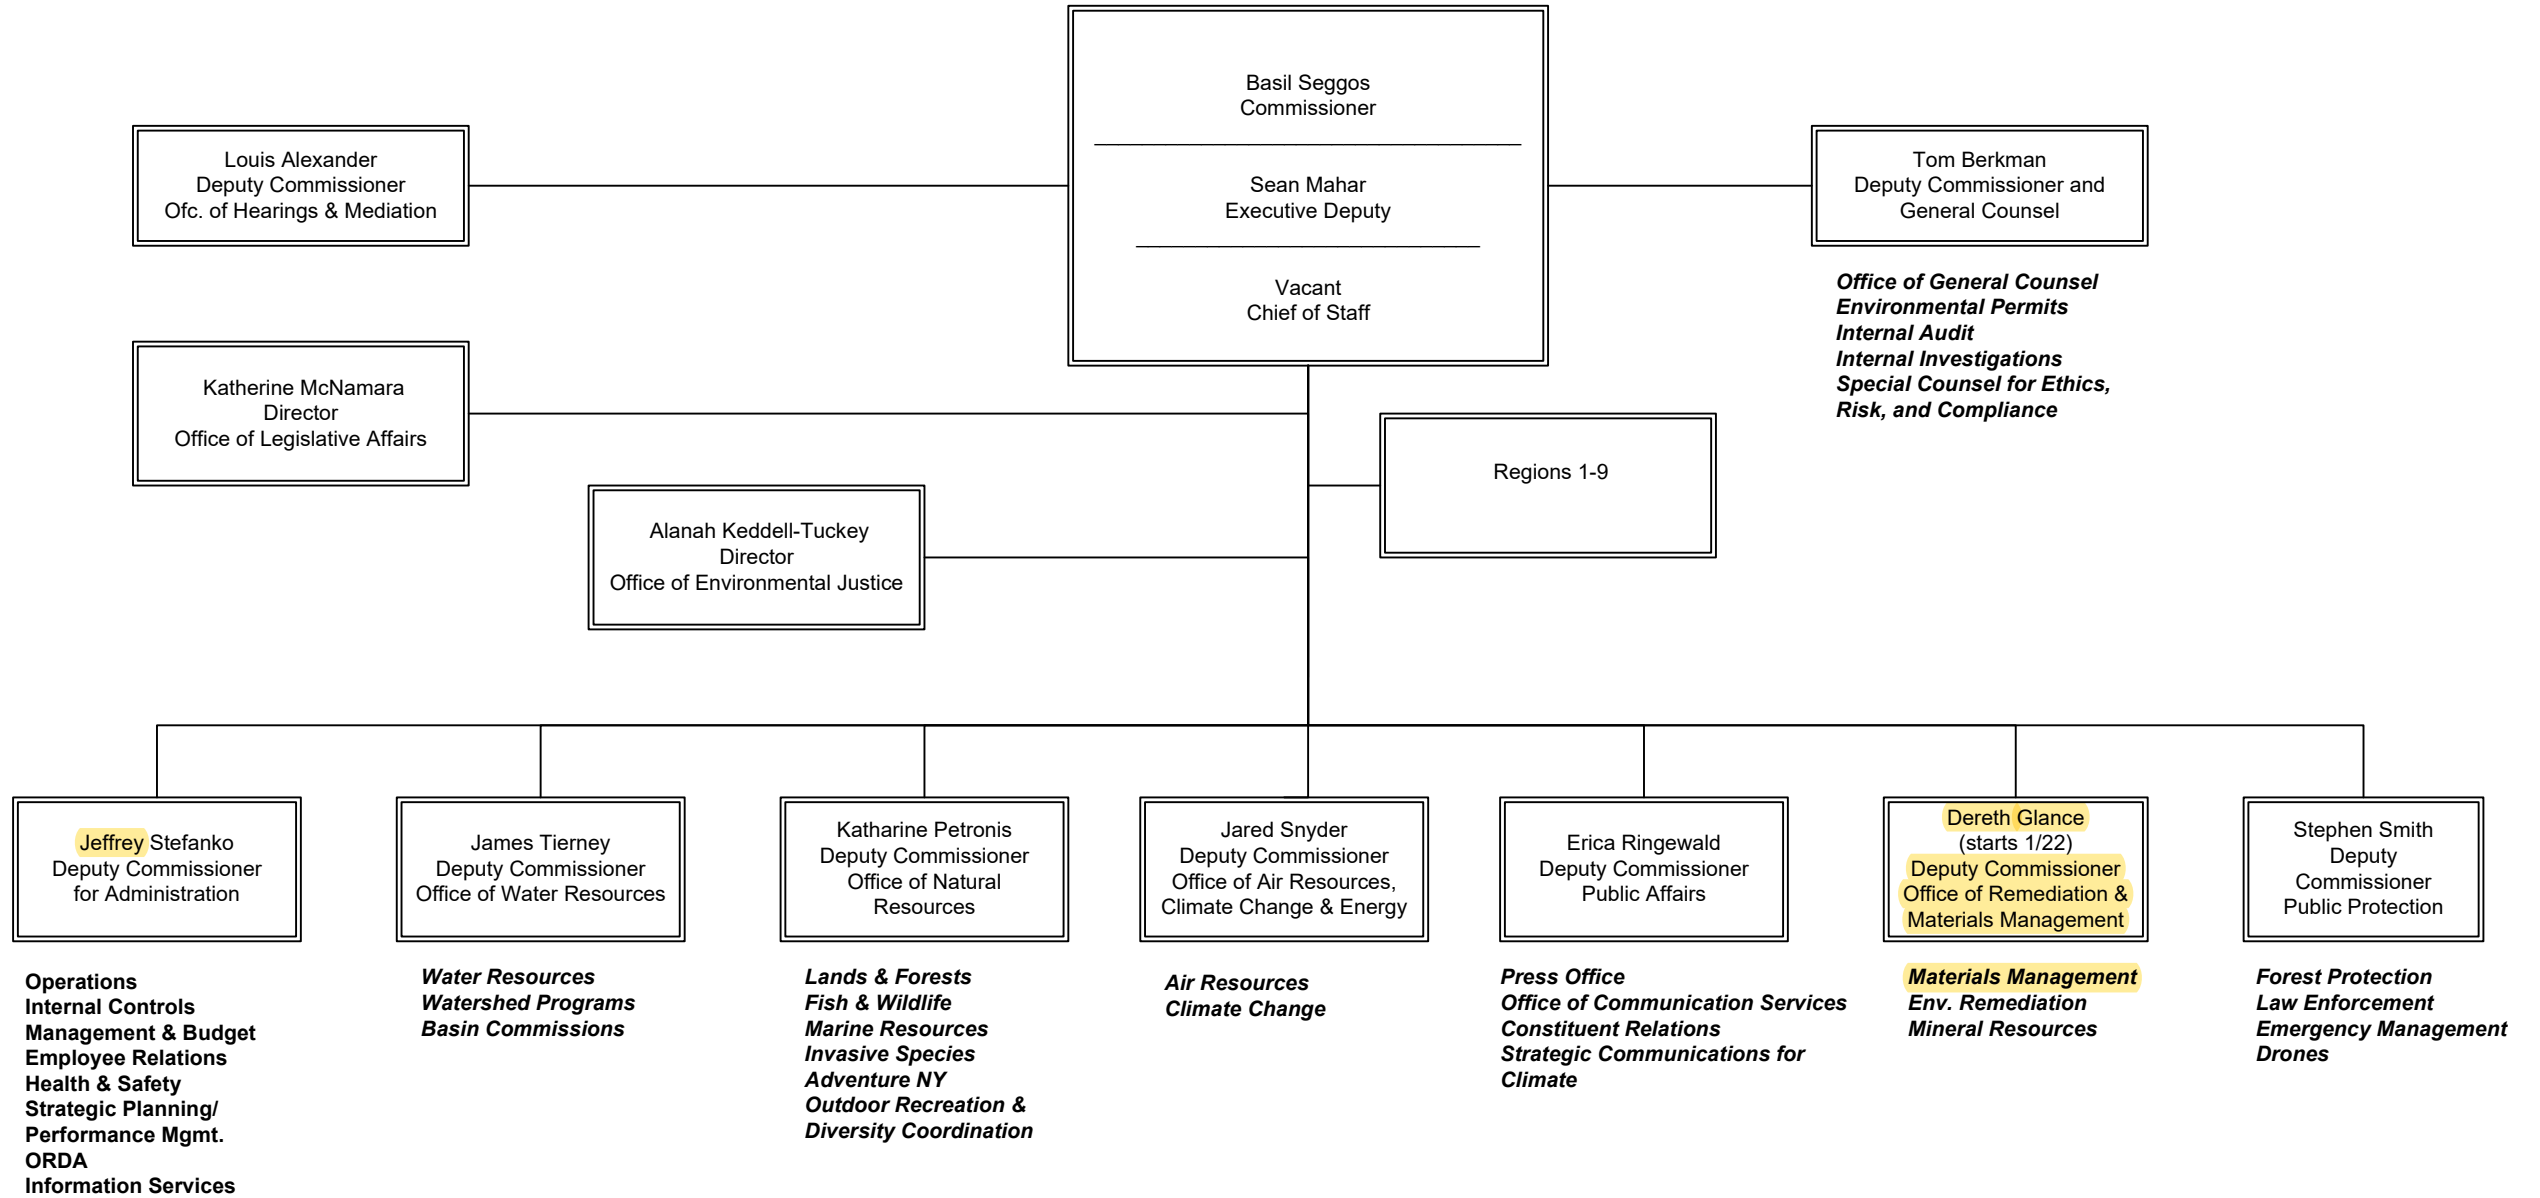 Basil Seggos
Commissioner
Sean Mahar
Executive Deputy
Vacant
Chief of Staff
Louis Alexander
Deputy Commissioner
Ofc. of Hearings & Mediation
Tom Berkman
Deputy Commissioner and
General Counsel
Office of General Counsel
Environmental Permits
Internal Audit
Internal Investigations
Special Counsel for Ethics,
Risk, and Compliance
Katherine McNamara
Director
Office of Legislative Affairs
Regions 1-9
Alanah Keddell-Tuckey
Director
Office of Environmental Justice
Jeffrey Stefanko
Deputy Commissioner
for Administration
Operations
Internal Controls
Management & Budget
Employee Relations
Health & Safety
Strategic Planning/
Performance Mgmt.
ORDA
Information Services
James Tierney
Deputy Commissioner
Office of Water Resources
Water Resources
Watershed Programs
Basin Commissions
Katharine Petronis
Deputy Commissioner
Office of Natural
Resources
Lands & Forests
Fish & Wildlife
Marine Resources
Invasive Species
Adventure NY
Outdoor Recreation &
Diversity Coordination
Jared Snyder
Deputy Commissioner
Office of Air Resources,
Climate Change & Energy
Air Resources
Climate Change
Erica Ringewald
Deputy Commissioner
Public Affairs
Press Office
Office of Communication Services
Constituent Relations
Strategic Communications for
Climate
Dereth Glance
(starts 1/22)
Deputy Commissioner
Office of Remediation &
Materials Management
Materials Management
Env. Remediation
Mineral Resources
Stephen Smith
Deputy
Commissioner
Public Protection
Forest Protection
Law Enforcement
Emergency Management
Drones